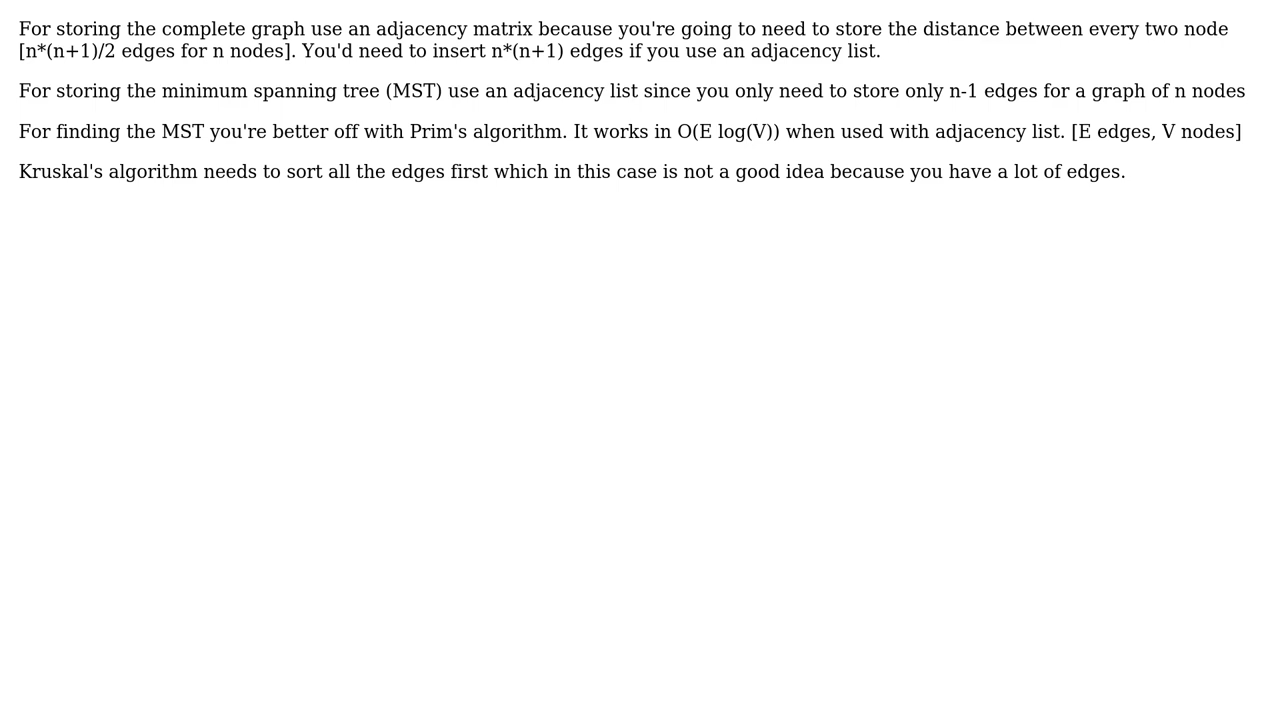 For storing the complete graph use an adjacency matrix because you're going to need to store the distance between every two node
[n*(n+1)/2 edges for n nodes]. You'd need to insert n*(n+1) edges if you use an adjacency list.
For storing the minimum spanning tree (MST) use an adjacency list since you only need to store only n-1 edges for a graph of n nodes
For finding the MST you're better off with Prim's algorithm. It works in O(E log(V)) when used with adjacency list. [E edges, V nodes]
Kruskal's algorithm needs to sort all the edges first which in this case is not a good idea because you have a lot of edges.